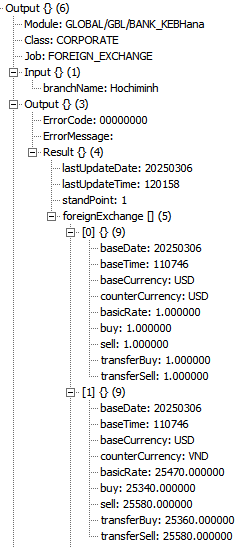 Output {} (6)
Module: GLOBAL/GBL/BANK_KEBHana
Class: CORPORATE
Job: FOREIGN_EXCHANGE
Input {} (1)
branchName: Hochiminh
Output {} (3)
ErrorCode: 00000000
ErrorMessage:
Result {} (4)
lastUpdateDate: 20250306
lastUpdateTime: 120158
standPoint: 1
foreignExchange [] (5)
[0] {} (9)
baseDate: 20250306
baseTime: 110746
baseCurrency: USD
counterCurrency: USD
basicRate: 1.000000
buy: 1.000000
sell: 1.000000
transferBuy: 1.000000
transferSell: 1.000000
[1] {} (9)
baseDate: 20250306
baseTime: 110746
baseCurrency: USD
counterCurrency: VND
basicRate: 25470.000000
buy: 25340.000000
sell: 25580.000000
transferBuy: 25360.000000
transferSell: 25580.000000